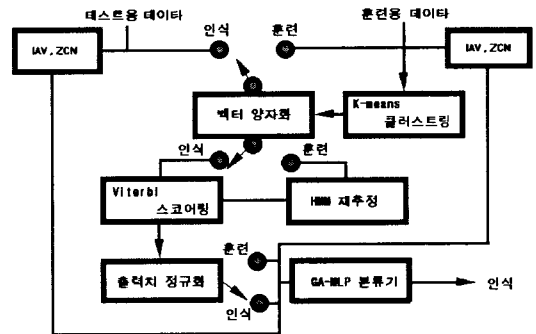 테스트용 데이타
훈련용 데이타
인식
훈련
IAV,ZCN
IAV,ZCN
벡터 양자화
K-means
클러스트링
인식
훈련
Viterbi
스코어링
HMM 재추정
훈련
출력치 정규화
GA-MLP 분류기
인식
인식